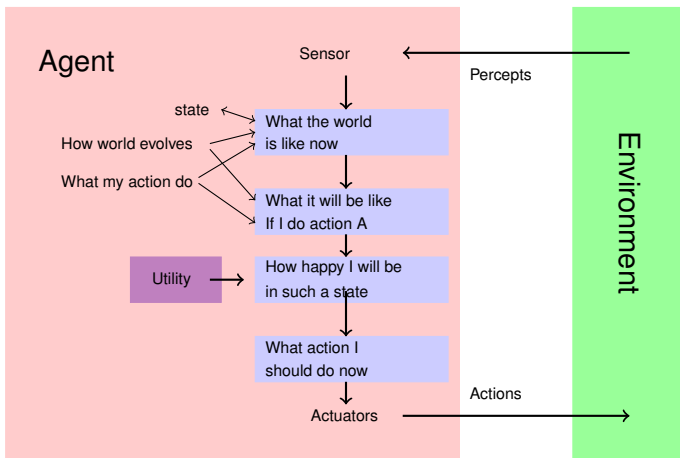 Agent
Sensor
Percepts
state
What the world
is like now
How world evolves
What my action do
What it will be like
If I do action A
How happy I will be
in such a state
Utility
What action I
should do now
Actuators
Actions
Environment